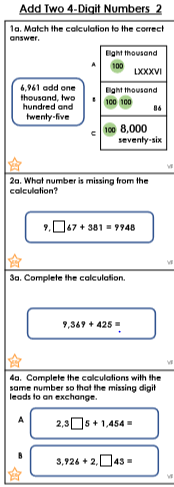 Add Two 4-Digit Numbers 2
1a. Match the calculation to the correct
answer.
6,961 add one
thousand, two
hundred and
twenty-five
A
Eight thousand
100
LXXXVI
B
Eight thousand
100 100
86
C
100 8,000
seventy-six
VF
2a. What number is missing from the
calculation?
9,□67 + 381 = 9948
VF
3a. Complete the calculation.
9,369 + 425 =
VF
4a. Complete the calculations with the
same number so that the missing digit
leads to an exchange.
A
2,3□5 + 1,454 =
B
3,926 + 2,□43 =
VF